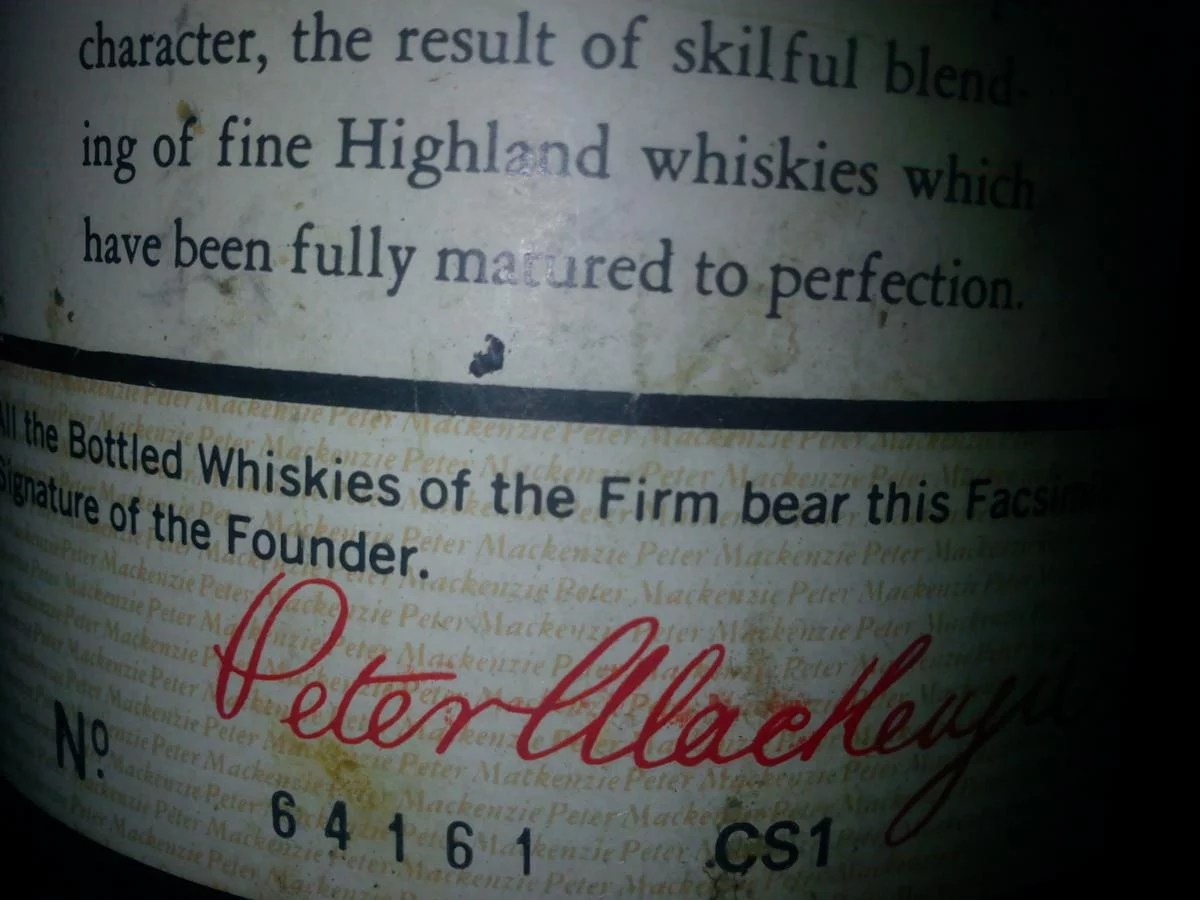 character, the result of skilful blend-
ing of fine Highland whiskies which
have been fully matured to perfection.
All the Bottled Whiskies of the Firm bear this
Signature of the Founder.
Peter Mackenzie
No.
64161 CS1